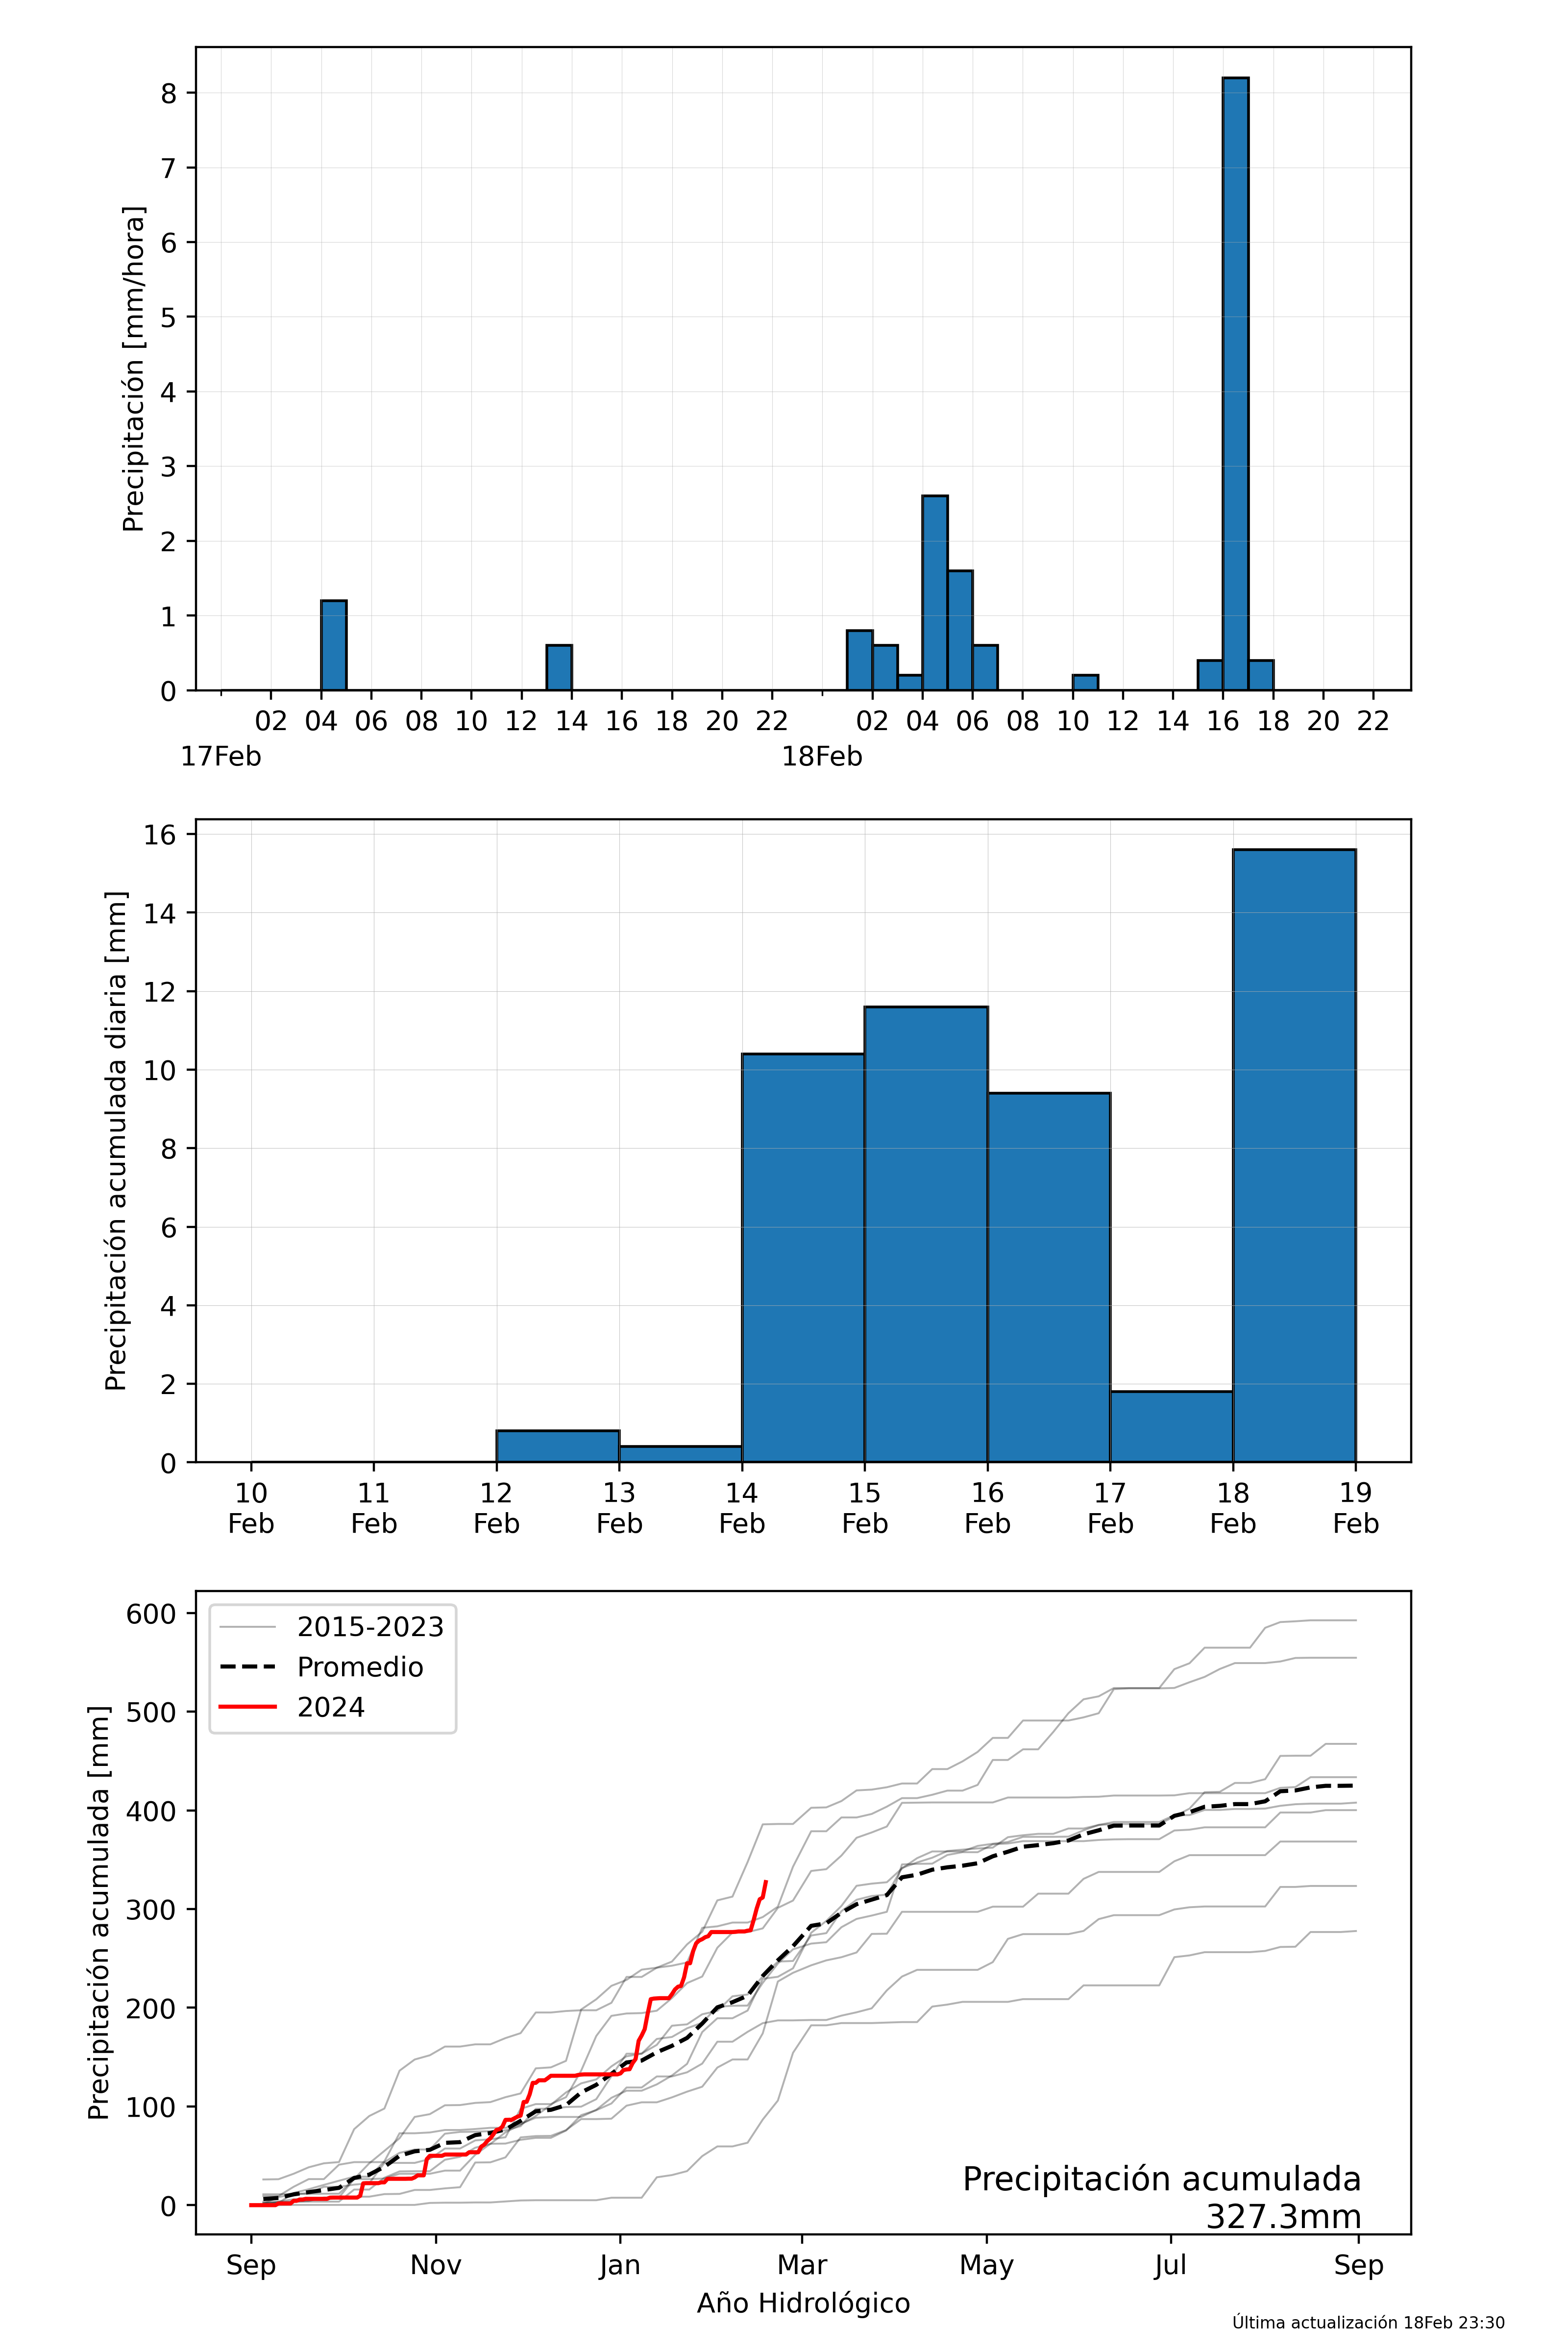 8
7
6
5
4
3
2
1
0
Precipitación [mm/hora]
02 04 06 08 10 12 14 16 18 20 22 02 04 06 08 10 12 14 16 18 20 22
17Feb 18Feb
16
14
12
10
8
6
4
2
0
Precipitación acumulada diaria [mm]
10 11 12 13 14 15 16 17 18 19
Feb Feb Feb Feb Feb Feb Feb Feb Feb Feb
600
500
400
300
200
100
0
Precipitación acumulada [mm]
2015-2023
Promedio
2024
Precipitación acumulada
327.3mm
Sep Nov Jan Mar May Jul Sep
Año Hidrológico
Última actualización 18Feb 23:30